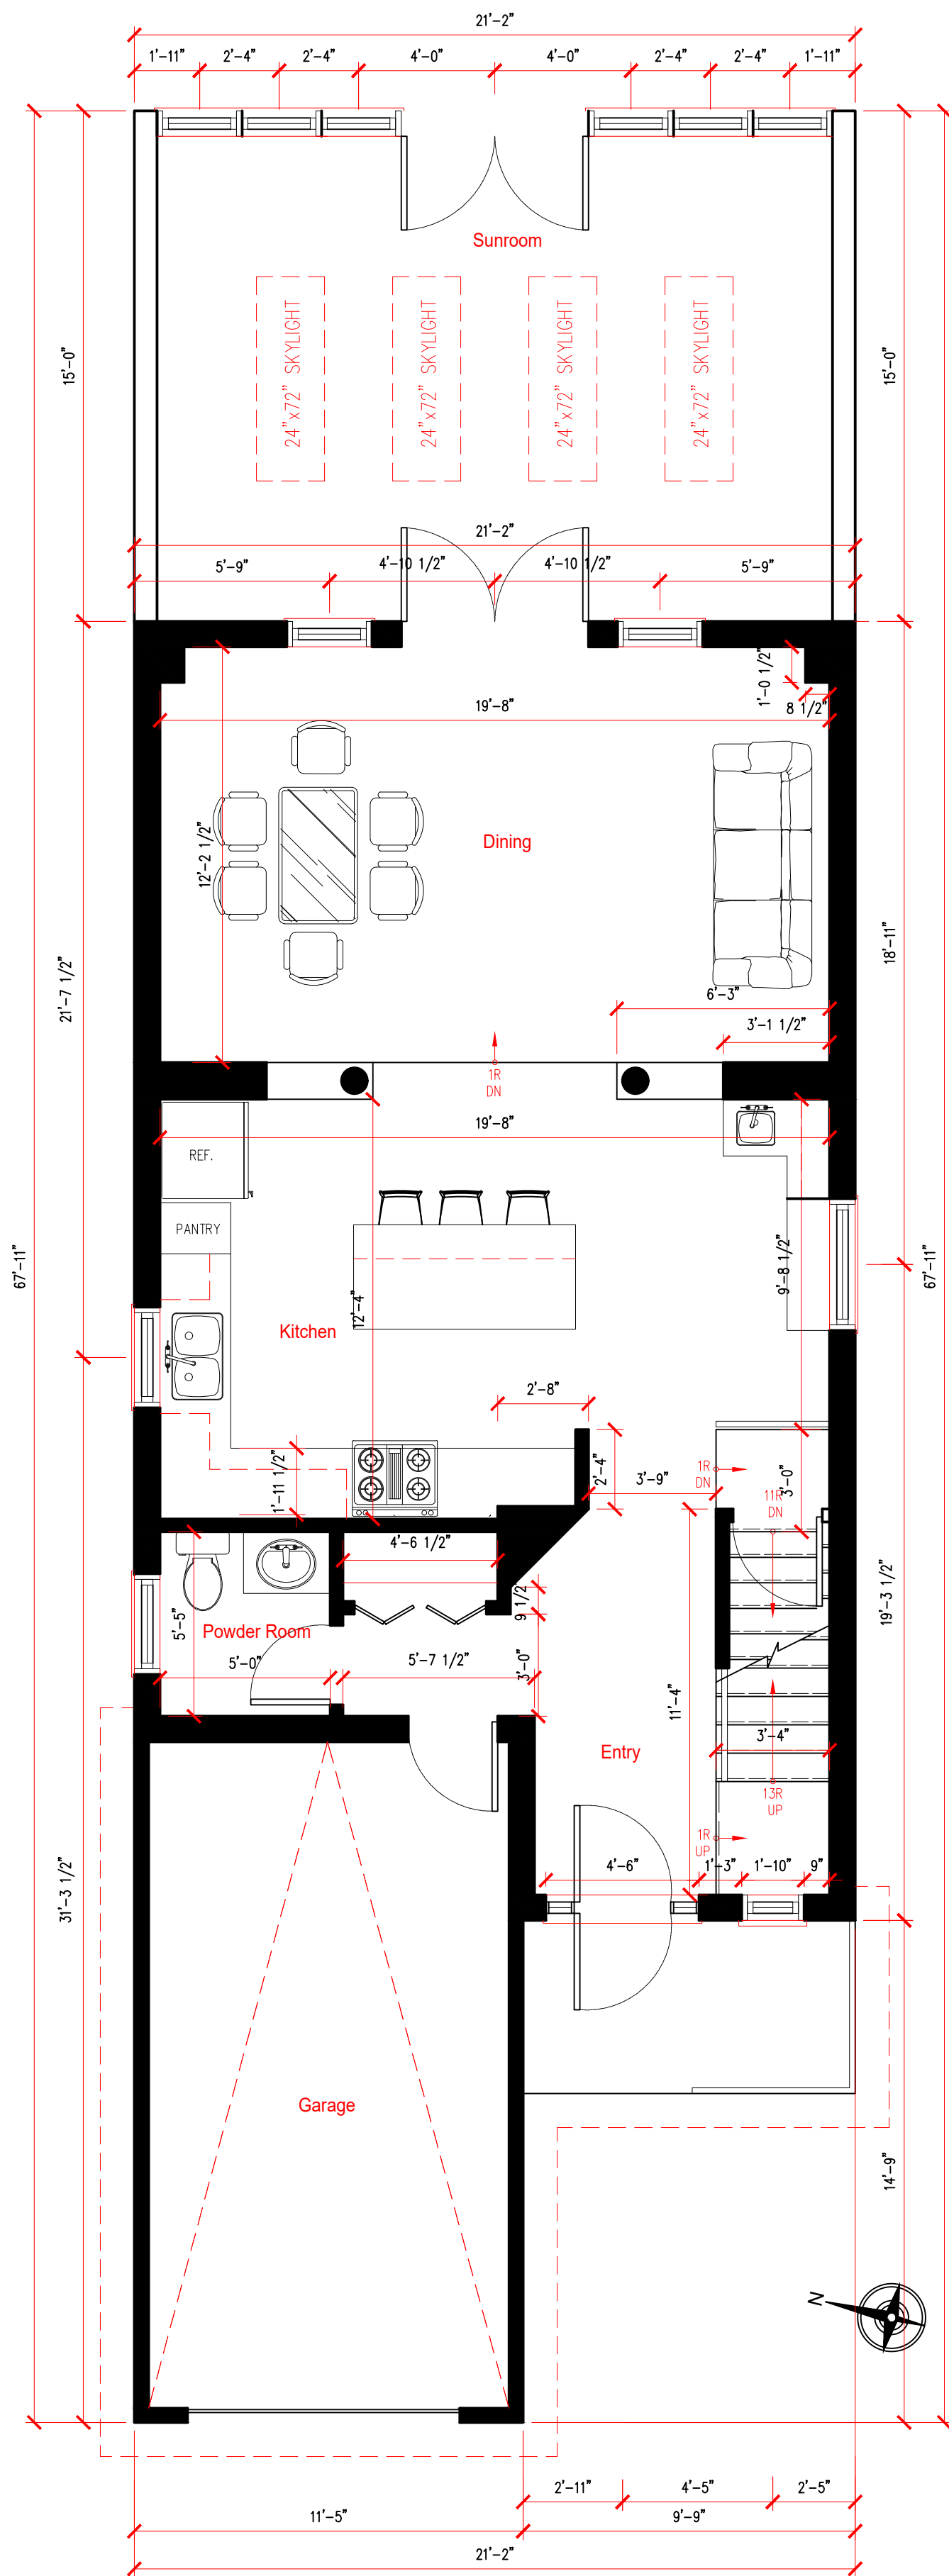 21'-2"
1'-11" 2'-4" 2'-4" 4'-0" 4'-0" 2'-4" 2'-4" 1'-11"
Sunroom
24"x72" SKYLIGHT
24"x72" SKYLIGHT
24"x72" SKYLIGHT
24"x72" SKYLIGHT
15'-0"
15'-0"
21'-2"
5'-9" 4'-10 1/2" 4'-10 1/2" 5'-9"
1'-0 1/2"
8 1/2"
19'-8"
12'-2 1/2"
Dining
21'-7 1/2"
18'-11"
6'-3"
3'-1 1/2"
1R
DN
19'-8"
REF.
PANTRY
67'-11"
67'-11"
9'-8 1/2"
12'-4"
Kitchen
2'-8"
2'-4"
1'-11 1/2"
3'-9"
1R
DN
3'-0"
11R
DN
4'-6 1/2"
9 1/2
19'-3 1/2"
5'-5"
Powder Room
5'-0"
5'-7 1/2"
3'-0"
11'-4"
Entry
3'-4"
13R
UP
1R
UP
4'-6" 1'-3" 1'-10" 9"
31'-3 1/2"
Garage
14'-9"
N
2'-11" 4'-5" 2'-5"
11'-5" 9'-9"
21'-2"